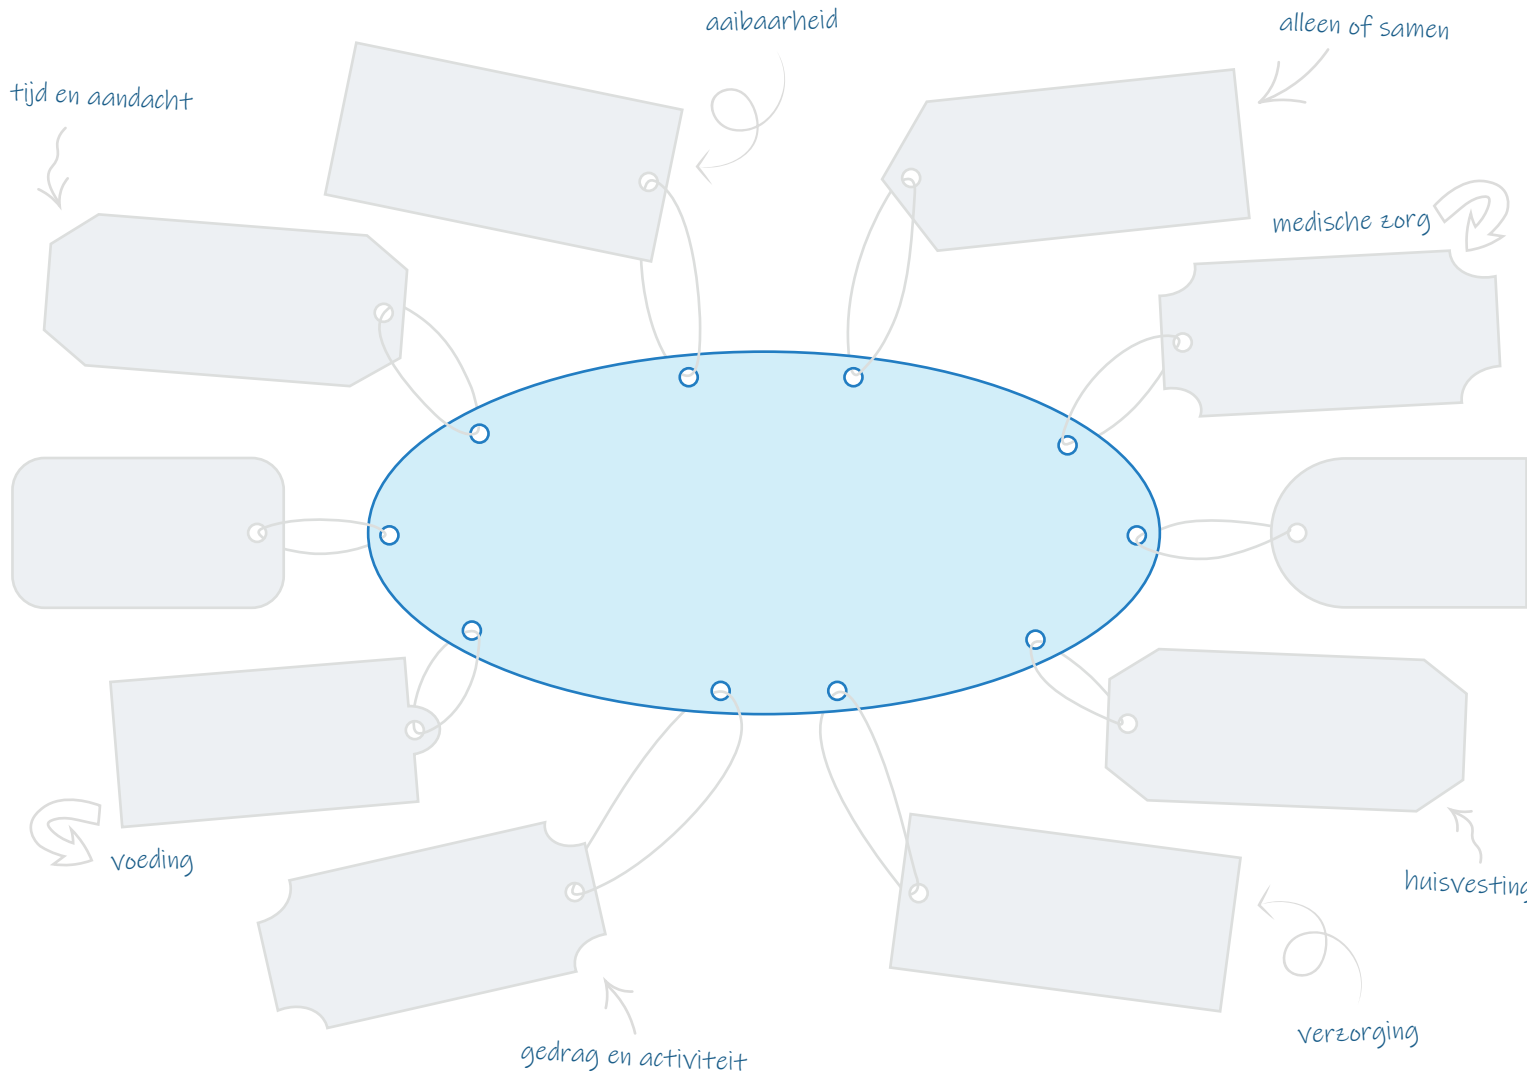 aaibaarheid
alleen of samen
tijd en aandacht
medische zorg
voeding
huisvesting
verzorging
gedrag en activiteit